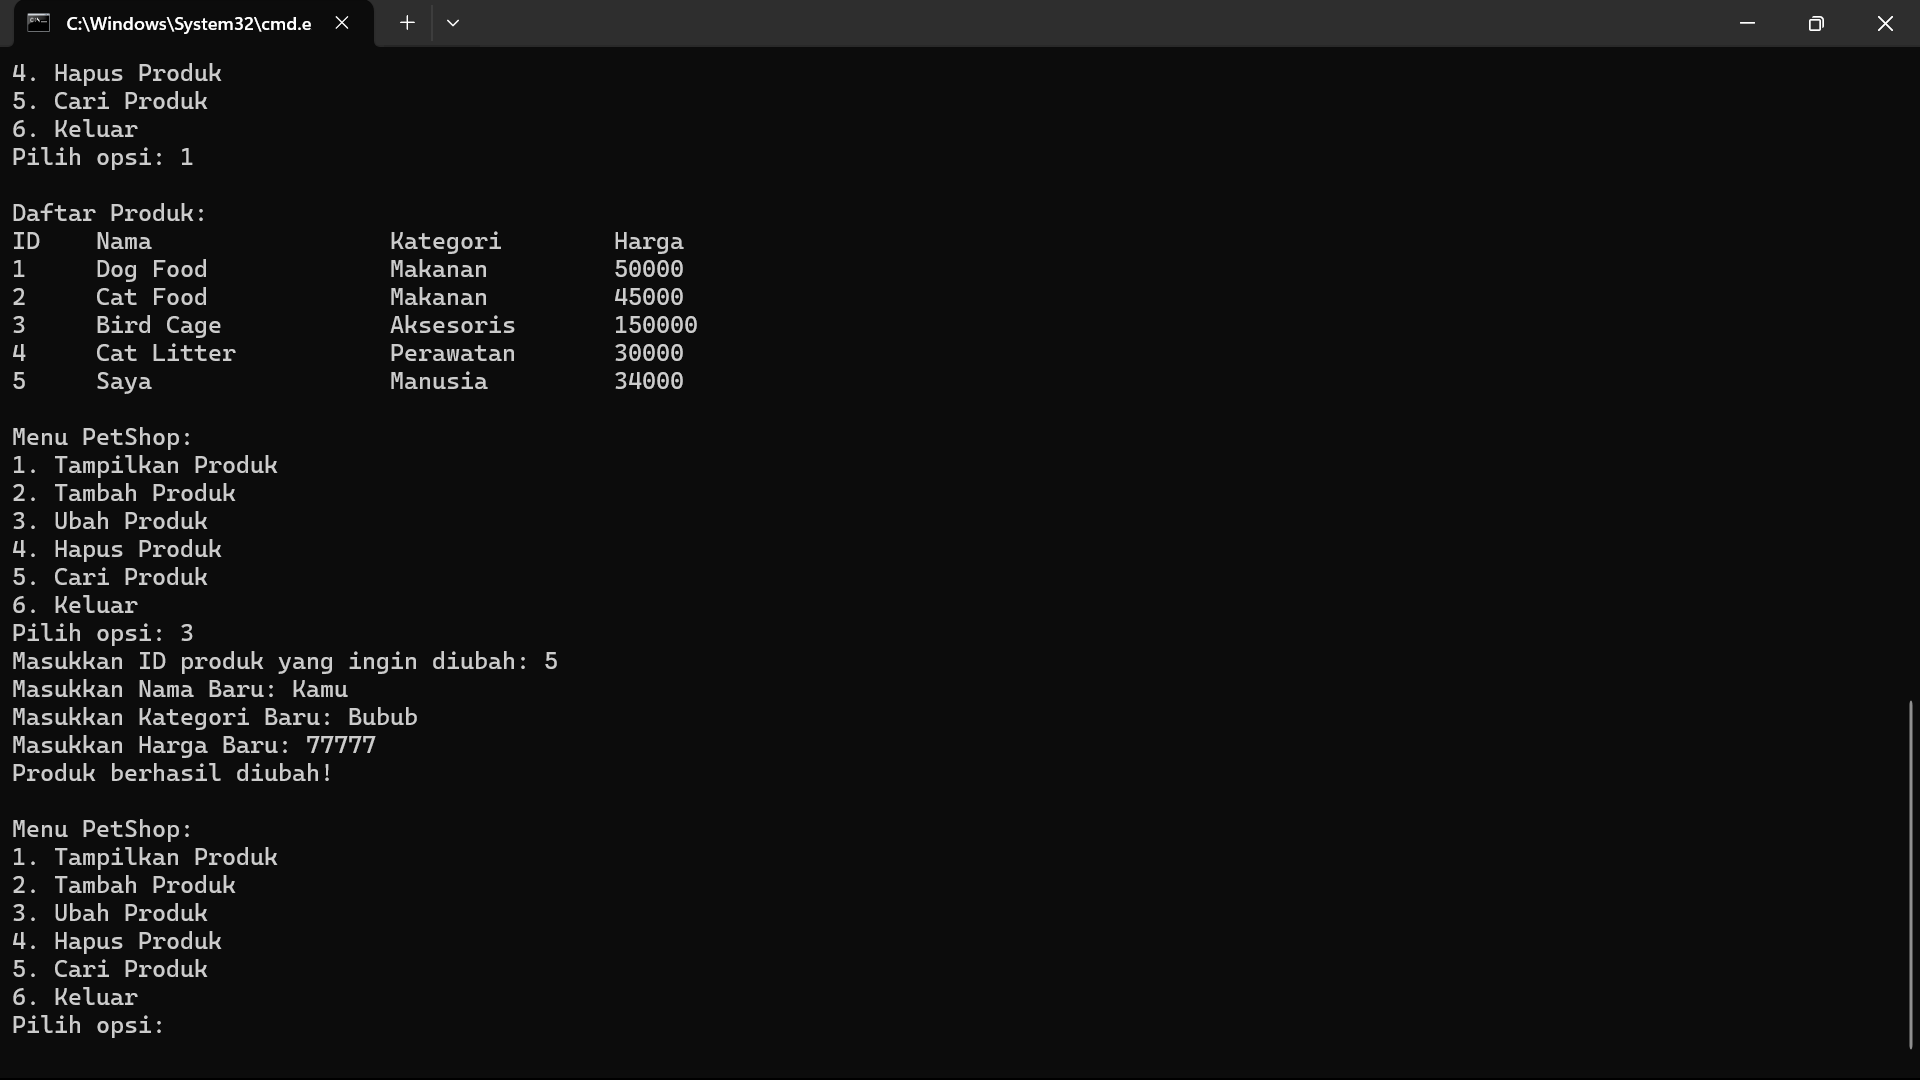 C:\Windows\System32\cmd.e
4. Hapus Produk
5. Cari Produk
6. Keluar
Pilih opsi: 1
Daftar Produk:
ID    Nama                 Kategori        Harga
1     Dog Food             Makanan         50000
2     Cat Food             Makanan         45000
3     Bird Cage            Aksesoris       150000
4     Cat Litter           Perawatan       30000
5     Saya                 Manusia         34000
Menu PetShop:
1. Tampilkan Produk
2. Tambah Produk
3. Ubah Produk
4. Hapus Produk
5. Cari Produk
6. Keluar
Pilih opsi: 3
Masukkan ID produk yang ingin diubah: 5
Masukkan Nama Baru: Kamu
Masukkan Kategori Baru: Bubub
Masukkan Harga Baru: 77777
Produk berhasil diubah!
Menu PetShop:
1. Tampilkan Produk
2. Tambah Produk
3. Ubah Produk
4. Hapus Produk
5. Cari Produk
6. Keluar
Pilih opsi: